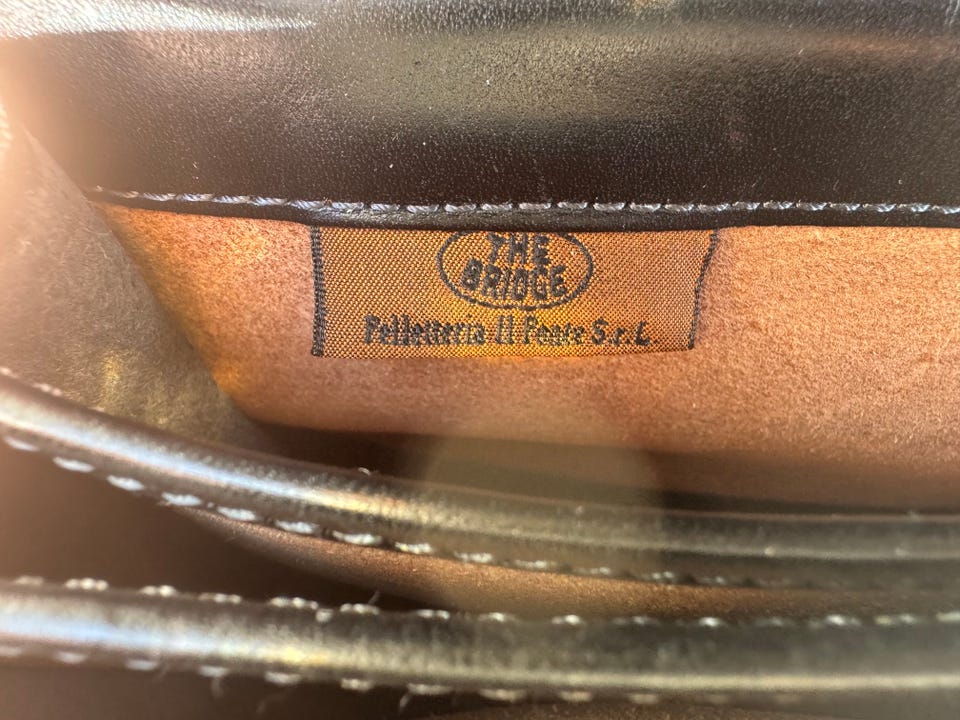 THE
BRIDGE
Pelletteria Il Ponte S.r.L